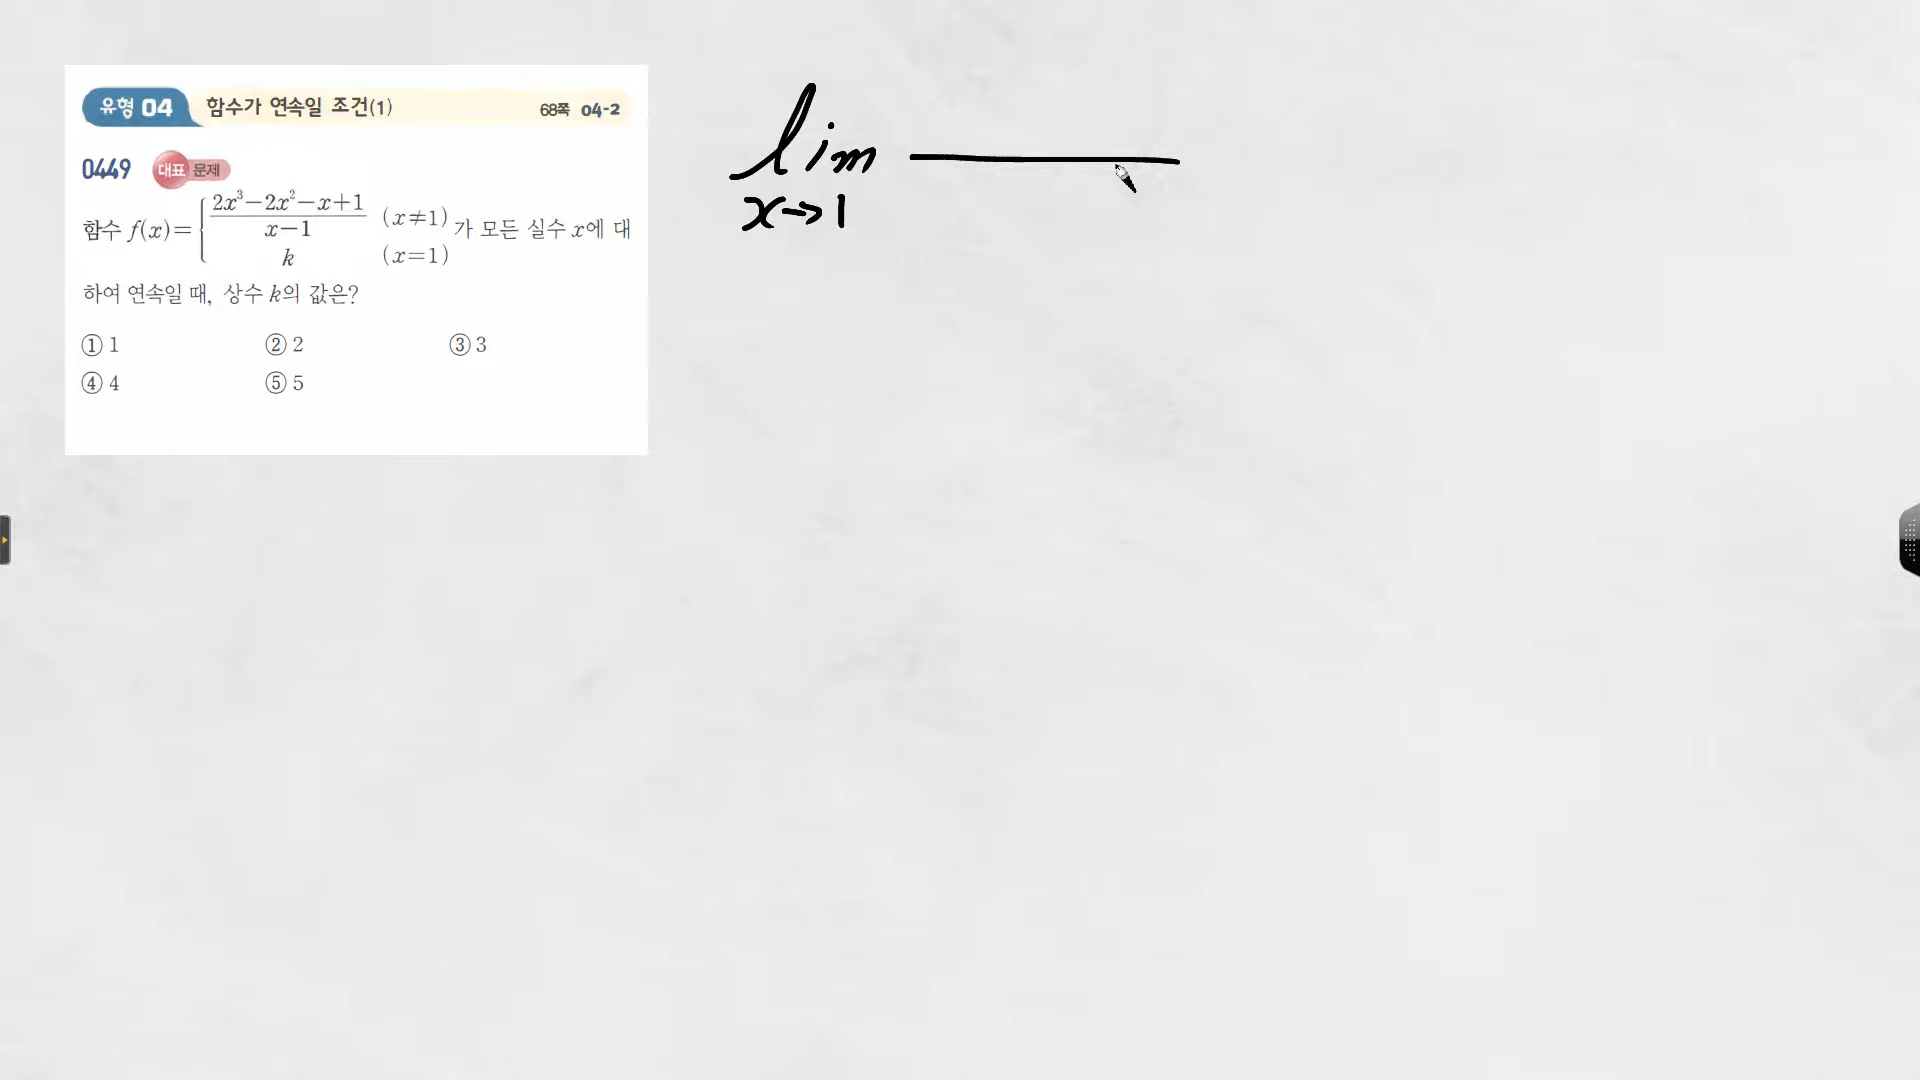 유형 04 함수가 연속일 조건(1) 68쪽 04-2
0449 대표 문제
함수 f(x)={ (2x³−2x²−x+1)/(x−1) (x≠1)
k (x=1) 가 모든 실수 x에 대
하여 연속일 때, 상수 k의 값은?
① 1 ② 2 ③ 3
④ 4 ⑤ 5
lim
x→1